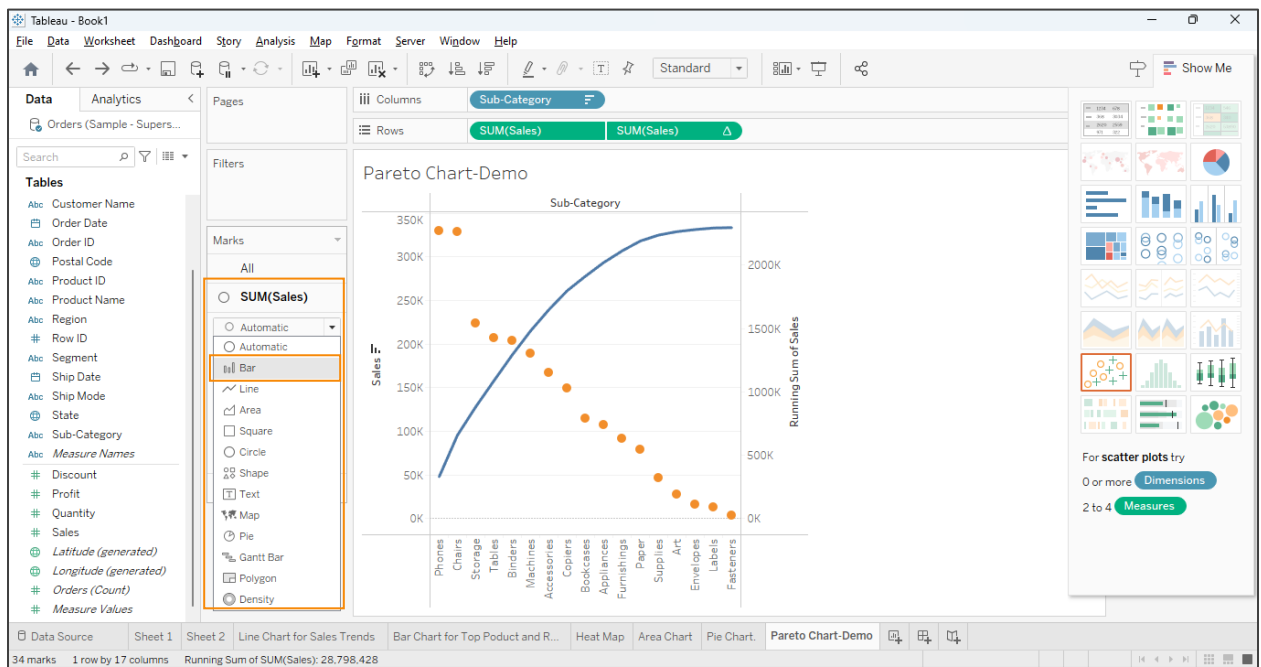 Tableau - Book1
File Data Worksheet Dashboard Story Analysis Map Format Server Window Help
Standard
Show Me
Data Analytics
Orders (Sample - Supers...
Search
Tables
Abc Customer Name
Order Date
Abc Order ID
Postal Code
Abc Product ID
Abc Product Name
Abc Region
# Row ID
Abc Segment
Ship Date
Abc Ship Mode
State
Abc Sub-Category
Abc Measure Names
# Discount
# Profit
# Quantity
# Sales
Latitude (generated)
Longitude (generated)
# Orders (Count)
# Measure Values
Pages
Filters
Marks
All
SUM(Sales)
Automatic
Automatic
Bar
Line
Area
Square
Circle
Shape
Text
Map
Pie
Gantt Bar
Polygon
Density
Columns Sub-Category
Rows SUM(Sales) SUM(Sales) Δ
Pareto Chart-Demo
Sub-Category
350K
300K
250K
200K
150K
100K
50K
0K
Sales
2000K
1500K
1000K
500K
0K
Running Sum of Sales
Phones
Chairs
Storage
Tables
Binders
Machines
Accessories
Copiers
Bookcases
Appliances
Furnishings
Paper
Supplies
Art
Envelopes
Labels
Fasteners
For scatter plots try
0 or more Dimensions
2 to 4 Measures
Data Source Sheet 1 Sheet 2 Line Chart for Sales Trends Bar Chart for Top Poduct and R... Heat Map Area Chart Pie Chart. Pareto Chart-Demo
34 marks 1 row by 17 columns Running Sum of SUM(Sales): 28,798,428